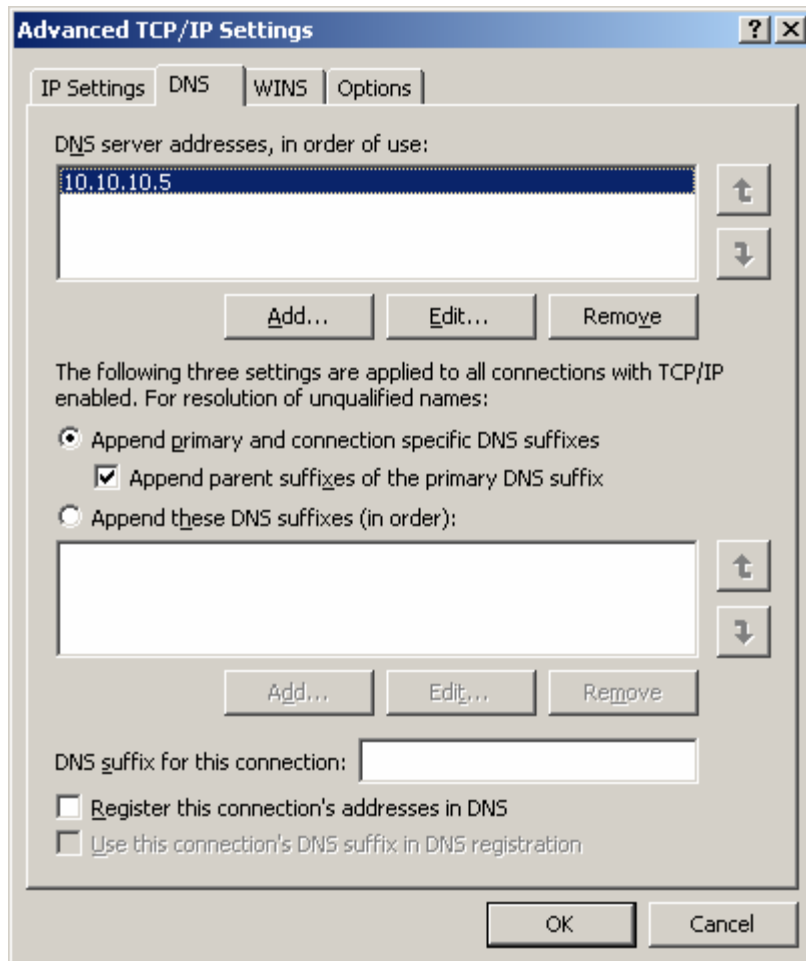 Advanced TCP/IP Settings
IP Settings
DNS
WINS
Options
DNS server addresses, in order of use:
10.10.10.5
Add...
Edit...
Remove
The following three settings are applied to all connections with TCP/IP
enabled. For resolution of unqualified names:
Append primary and connection specific DNS suffixes
Append parent suffixes of the primary DNS suffix
Append these DNS suffixes (in order):
Add...
Edit...
Remove
DNS suffix for this connection:
Register this connection's addresses in DNS
Use this connection's DNS suffix in DNS registration
OK
Cancel